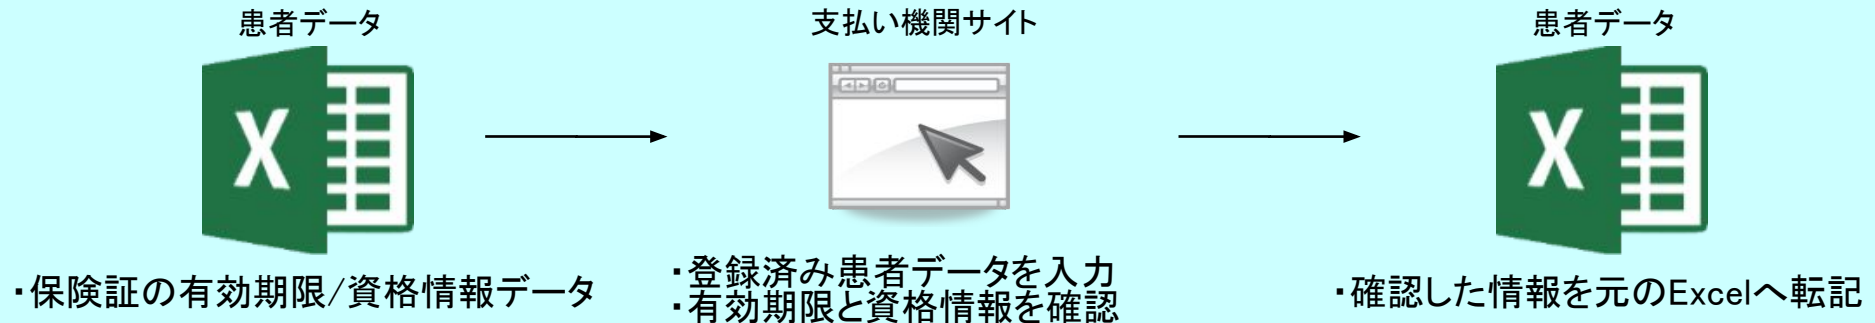 患者データ
支払い機関サイト
患者データ
X
X
・保険証の有効期限/資格情報データ
・登録済み患者データを入力
・有効期限と資格情報を確認
・確認した情報を元のExcelへ転記